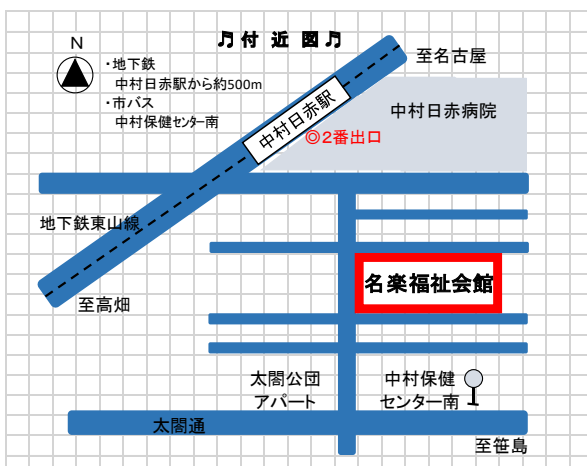 ♬付近図♬
N
・地下鉄
中村日赤駅から約500m
・市バス
中村保健センター南
至名古屋
中村日赤病院
中村日赤駅
◎2番出口
地下鉄東山線
至高畑
名楽福祉会館
太閤公団
アパート
中村保健
センター南
太閤通
至笹島